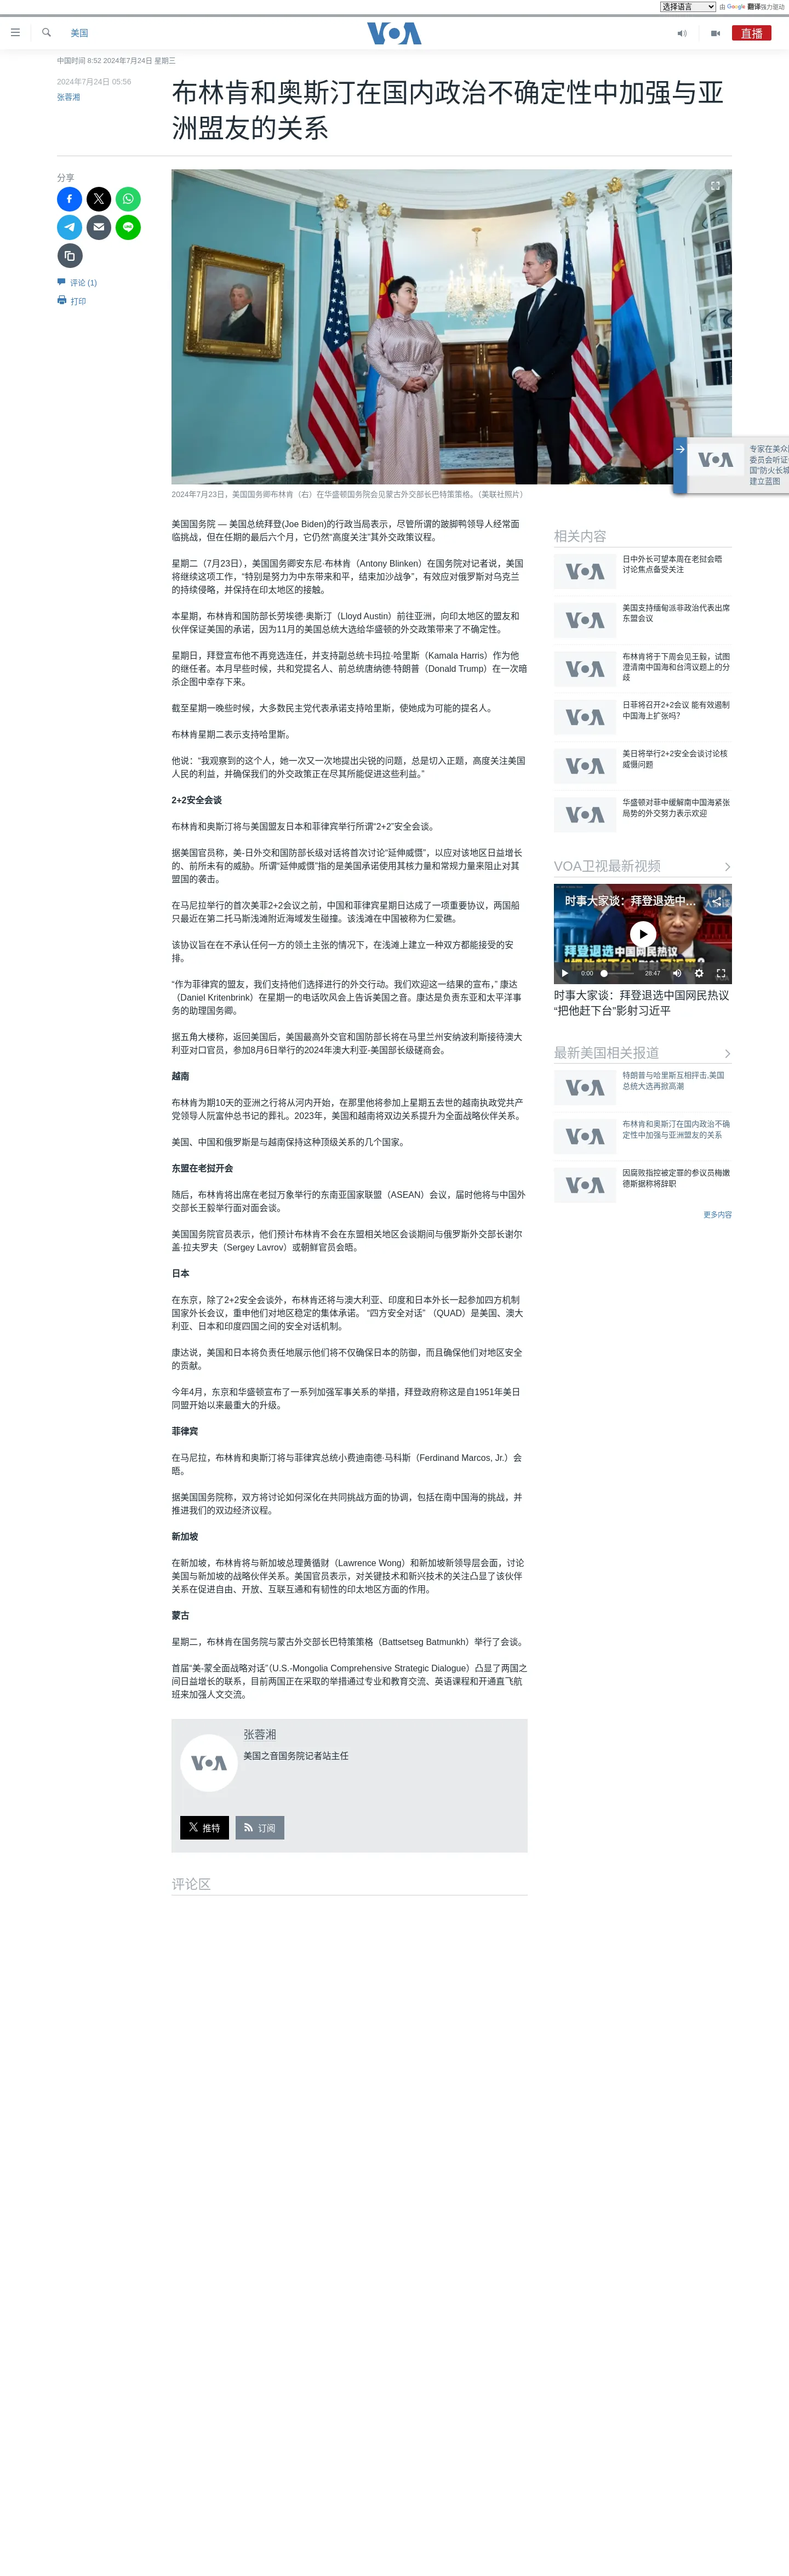 选择语言
由 Google 翻译强力驱动
美国
VOA
直播
中国时间 8:52 2024年7月24日 星期三
2024年7月24日 05:56
张蓉湘
布林肯和奥斯汀在国内政治不确定性中加强与亚
洲盟友的关系
分享
评论 (1)
打印
2024年7月23日，美国国务卿布林肯（右）在华盛顿国务院会见蒙古外交部长巴特策策格。（美联社照片）
专家在美众
委员会听证
国“防火长城
建立蓝图
美国国务院 — 美国总统拜登(Joe Biden)的行政当局表示，尽管所谓的跛脚鸭领导人经常面
临挑战，但在任期的最后六个月，它仍然“高度关注”其外交政策议程。
星期二（7月23日），美国国务卿安东尼·布林肯（Antony Blinken）在国务院对记者说，美国
将继续这项工作，“特别是努力为中东带来和平，结束加沙战争”，有效应对俄罗斯对乌克兰
的持续侵略，并保持在印太地区的接触。
本星期，布林肯和国防部长劳埃德·奥斯汀（Lloyd Austin）前往亚洲，向印太地区的盟友和
伙伴保证美国的承诺，因为11月的美国总统大选给华盛顿的外交政策带来了不确定性。
星期日，拜登宣布他不再竞选连任，并支持副总统卡玛拉·哈里斯（Kamala Harris）作为他
的继任者。本月早些时候，共和党提名人、前总统唐纳德·特朗普（Donald Trump）在一次暗
杀企图中幸存下来。
截至星期一晚些时候，大多数民主党代表承诺支持哈里斯，使她成为可能的提名人。
布林肯星期二表示支持哈里斯。
他说：“我观察到的这个人，她一次又一次地提出尖锐的问题，总是切入正题，高度关注美国
人民的利益，并确保我们的外交政策正在尽其所能促进这些利益。”
2+2安全会谈
布林肯和奥斯汀将与美国盟友日本和菲律宾举行所谓“2+2”安全会谈。
据美国官员称，美-日外交和国防部长级对话将首次讨论“延伸威慑”，以应对该地区日益增长
的、前所未有的威胁。所谓“延伸威慑”指的是美国承诺使用其核力量和常规力量来阻止对其
盟国的袭击。
在马尼拉举行的首次美菲2+2会议之前，中国和菲律宾星期日达成了一项重要协议，两国船
只最近在第二托马斯浅滩附近海域发生碰撞。该浅滩在中国被称为仁爱礁。
该协议旨在在不承认任何一方的领土主张的情况下，在浅滩上建立一种双方都能接受的安
排。
“作为菲律宾的盟友，我们支持他们选择进行的外交行动。我们欢迎这一结果的宣布，” 康达
（Daniel Kritenbrink）在星期一的电话吹风会上告诉美国之音。康达是负责东亚和太平洋事
务的助理国务卿。
据五角大楼称，返回美国后，美国最高外交官和国防部长将在马里兰州安纳波利斯接待澳大
利亚对口官员，参加8月6日举行的2024年澳大利亚-美国部长级磋商会。
越南
布林肯为期10天的亚洲之行将从河内开始，在那里他将参加上星期五去世的越南执政党共产
党领导人阮富仲总书记的葬礼。2023年，美国和越南将双边关系提升为全面战略伙伴关系。
美国、中国和俄罗斯是与越南保持这种顶级关系的几个国家。
东盟在老挝开会
随后，布林肯将出席在老挝万象举行的东南亚国家联盟（ASEAN）会议，届时他将与中国外
交部长王毅举行面对面会谈。
美国国务院官员表示，他们预计布林肯不会在东盟相关地区会谈期间与俄罗斯外交部长谢尔
盖·拉夫罗夫（Sergey Lavrov）或朝鲜官员会晤。
日本
在东京，除了2+2安全会谈外，布林肯还将与澳大利亚、印度和日本外长一起参加四方机制
国家外长会议，重申他们对地区稳定的集体承诺。 “四方安全对话” （QUAD）是美国、澳大
利亚、日本和印度四国之间的安全对话机制。
康达说，美国和日本将负责任地展示他们将不仅确保日本的防御，而且确保他们对地区安全
的贡献。
今年4月，东京和华盛顿宣布了一系列加强军事关系的举措，拜登政府称这是自1951年美日
同盟开始以来最重大的升级。
菲律宾
在马尼拉，布林肯和奥斯汀将与菲律宾总统小费迪南德·马科斯（Ferdinand Marcos, Jr.）会
晤。
据美国国务院称，双方将讨论如何深化在共同挑战方面的协调，包括在南中国海的挑战，并
推进我们的双边经济议程。
新加坡
在新加坡，布林肯将与新加坡总理黄循财（Lawrence Wong）和新加坡新领导层会面，讨论
美国与新加坡的战略伙伴关系。美国官员表示，对关键技术和新兴技术的关注凸显了该伙伴
关系在促进自由、开放、互联互通和有韧性的印太地区方面的作用。
蒙古
星期二，布林肯在国务院与蒙古外交部长巴特策策格（Battsetseg Batmunkh）举行了会谈。
首届“美-蒙全面战略对话”（U.S.-Mongolia Comprehensive Strategic Dialogue）凸显了两国之
间日益增长的联系，目前两国正在采取的举措通过专业和教育交流、英语课程和开通直飞航
班来加强人文交流。
张蓉湘
美国之音国务院记者站主任
推特
订阅
评论区
相关内容
日中外长可望本周在老挝会晤
讨论焦点备受关注
美国支持缅甸派非政治代表出席
东盟会议
布林肯将于下周会见王毅，试图
澄清南中国海和台湾议题上的分
歧
日菲将召开2+2会议 能有效遏制
中国海上扩张吗？
美日将举行2+2安全会谈讨论核
威慑问题
华盛顿对菲中缓解南中国海紧张
局势的外交努力表示欢迎
VOA卫视最新视频
时事大家谈：拜登退选中…
拜登退选中国网民热议
“把他赶下台”影射习近平？
0:00
28:47
时事大家谈：拜登退选中国网民热议
“把他赶下台”影射习近平
最新美国相关报道
特朗普与哈里斯互相抨击,美国
总统大选再掀高潮
布林肯和奥斯汀在国内政治不确
定性中加强与亚洲盟友的关系
因腐败指控被定罪的参议员梅嫩
德斯据称将辞职
更多内容